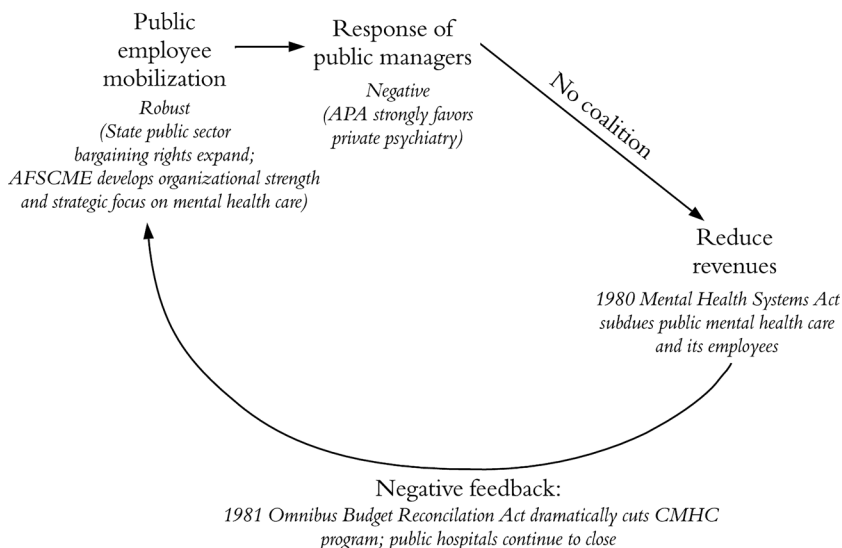 Public
employee
mobilization
Robust
(State public sector
bargaining rights expand;
AFSCME develops organizational strength
and strategic focus on mental health care)
Response of
public managers
Negative
(APA strongly favors
private psychiatry)
No coalition
Reduce
revenues
1980 Mental Health Systems Act
subdues public mental health care
and its employees
Negative feedback:
1981 Omnibus Budget Reconcilation Act dramatically cuts CMHC
program; public hospitals continue to close